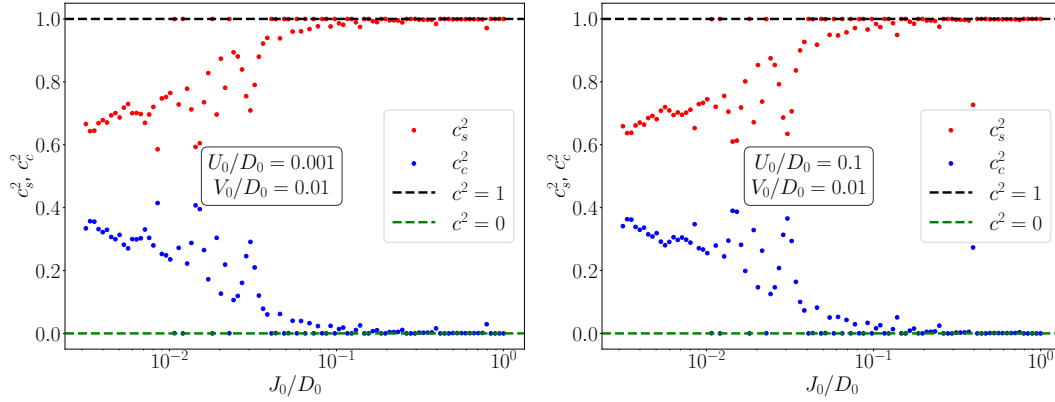 1.0
0.8
0.6
0.4
0.2
0.0
c_s^2, c_c^2
10^{-2}
10^{-1}
10^0
J_0/D_0
U_0/D_0 = 0.001
V_0/D_0 = 0.01
c_s^2
c_c^2
c^2 = 1
c^2 = 0
1.0
0.8
0.6
0.4
0.2
0.0
c_s^2, c_c^2
10^{-2}
10^{-1}
10^0
J_0/D_0
U_0/D_0 = 0.1
V_0/D_0 = 0.01
c_s^2
c_c^2
c^2 = 1
c^2 = 0